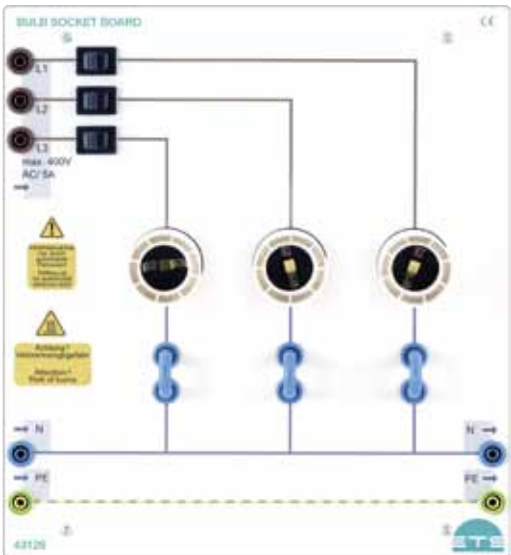 BULB SOCKET BOARD
CE
L1
L2
L3
max. 400V
AC/ 5A
Achtung!
Verbrennungsgefahr
Attention!
Risk of burns
N
N
PE
PE
43126
ETS